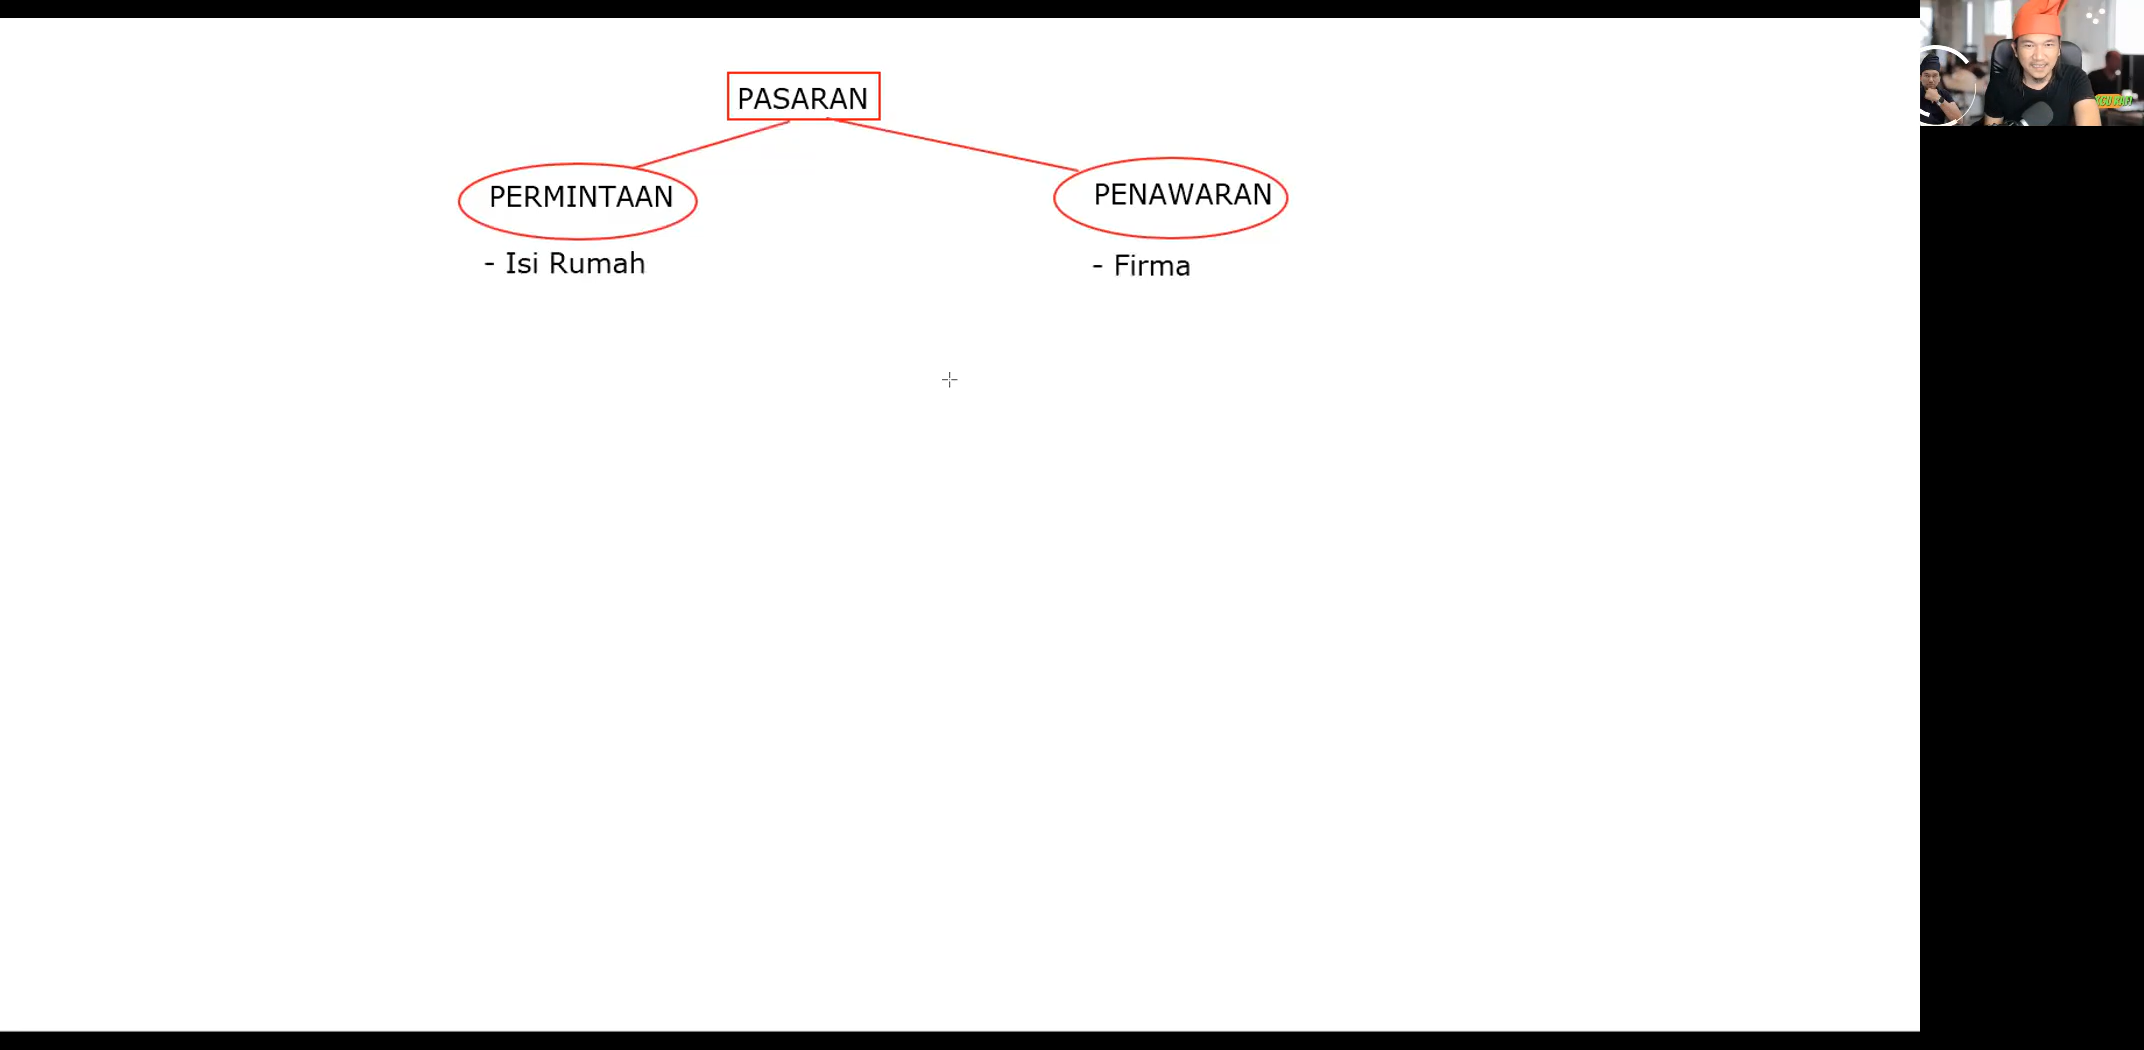 PASARAN
PERMINTAAN
PENAWARAN
- Isi Rumah
- Firma